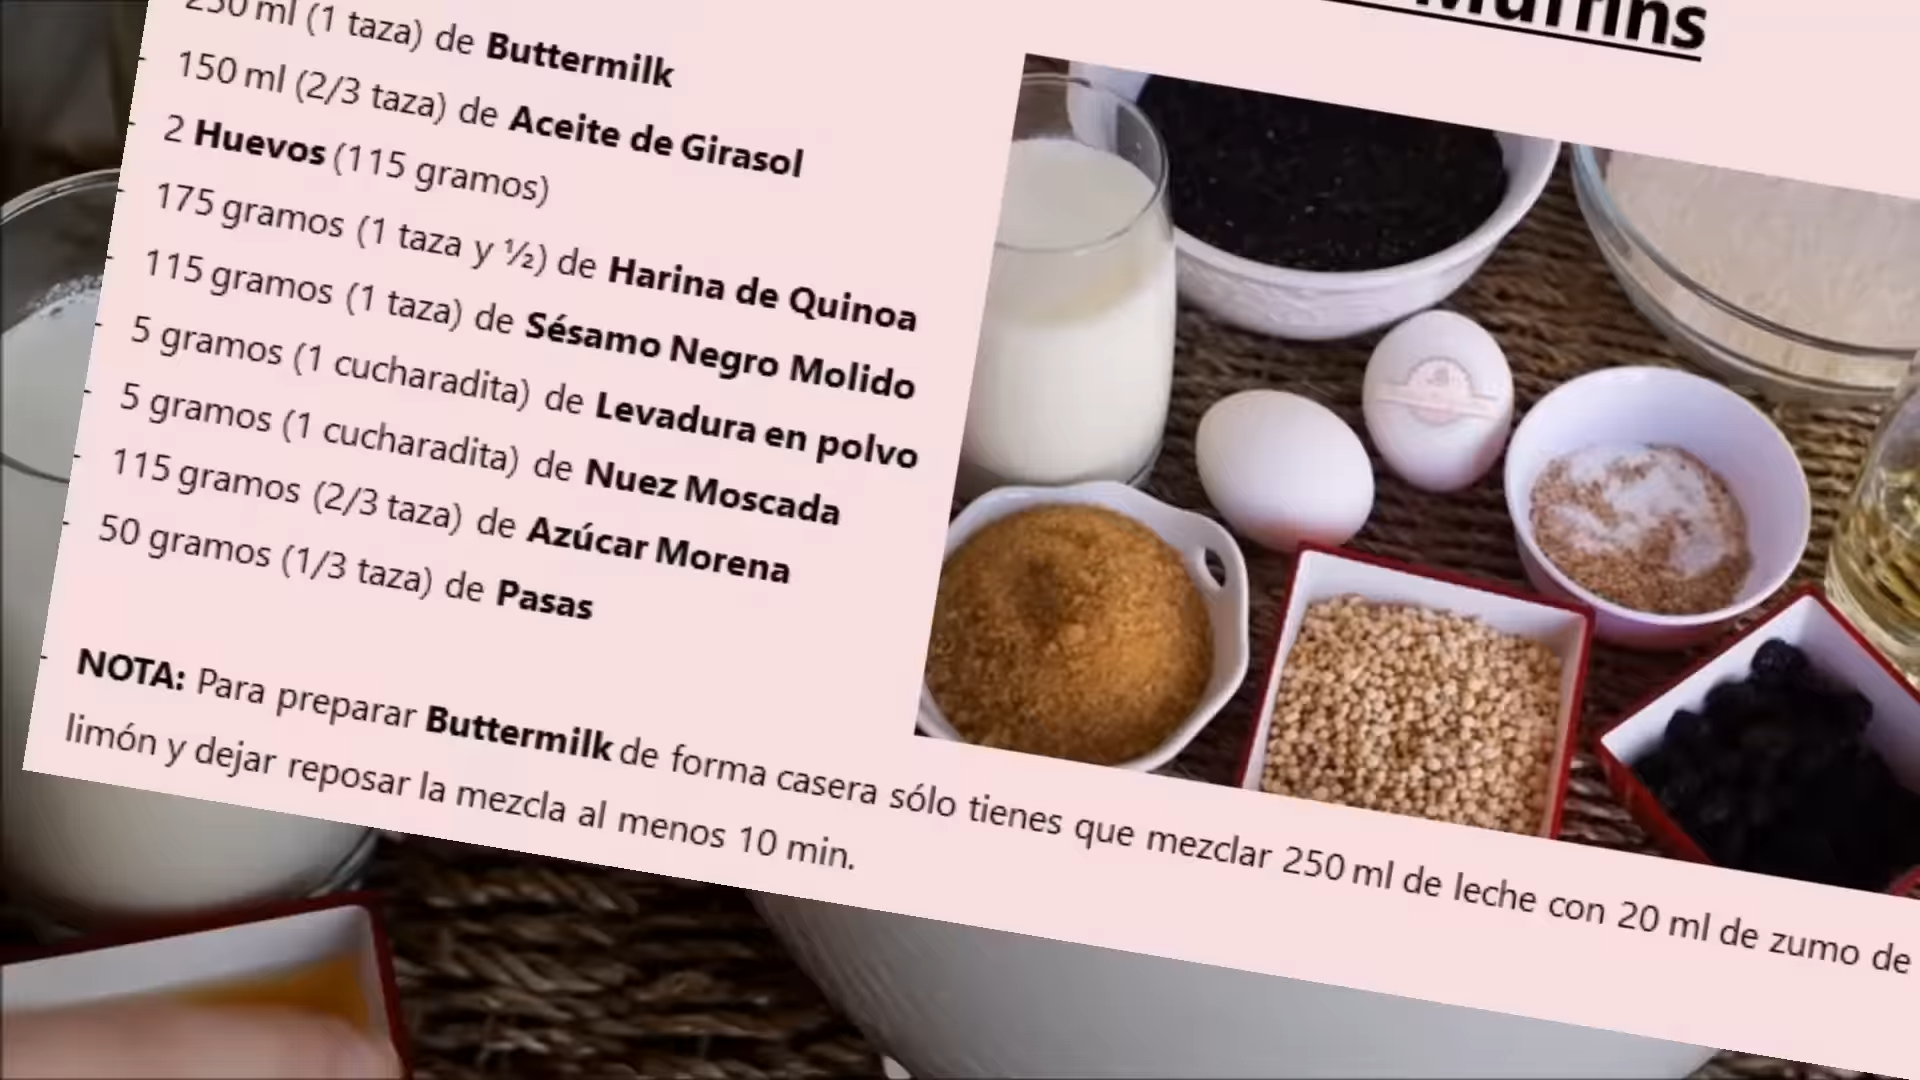 Muffins
250 ml (1 taza) de Buttermilk
150 ml (2/3 taza) de Aceite de Girasol
2 Huevos (115 gramos)
175 gramos (1 taza y ½) de Harina de Quinoa
115 gramos (1 taza) de Sésamo Negro Molido
5 gramos (1 cucharadita) de Levadura en polvo
5 gramos (1 cucharadita) de Nuez Moscada
115 gramos (2/3 taza) de Azúcar Morena
50 gramos (1/3 taza) de Pasas
NOTA: Para preparar Buttermilk de forma casera sólo tienes que mezclar 250 ml de leche con 20 ml de zumo de
limón y dejar reposar la mezcla al menos 10 min.